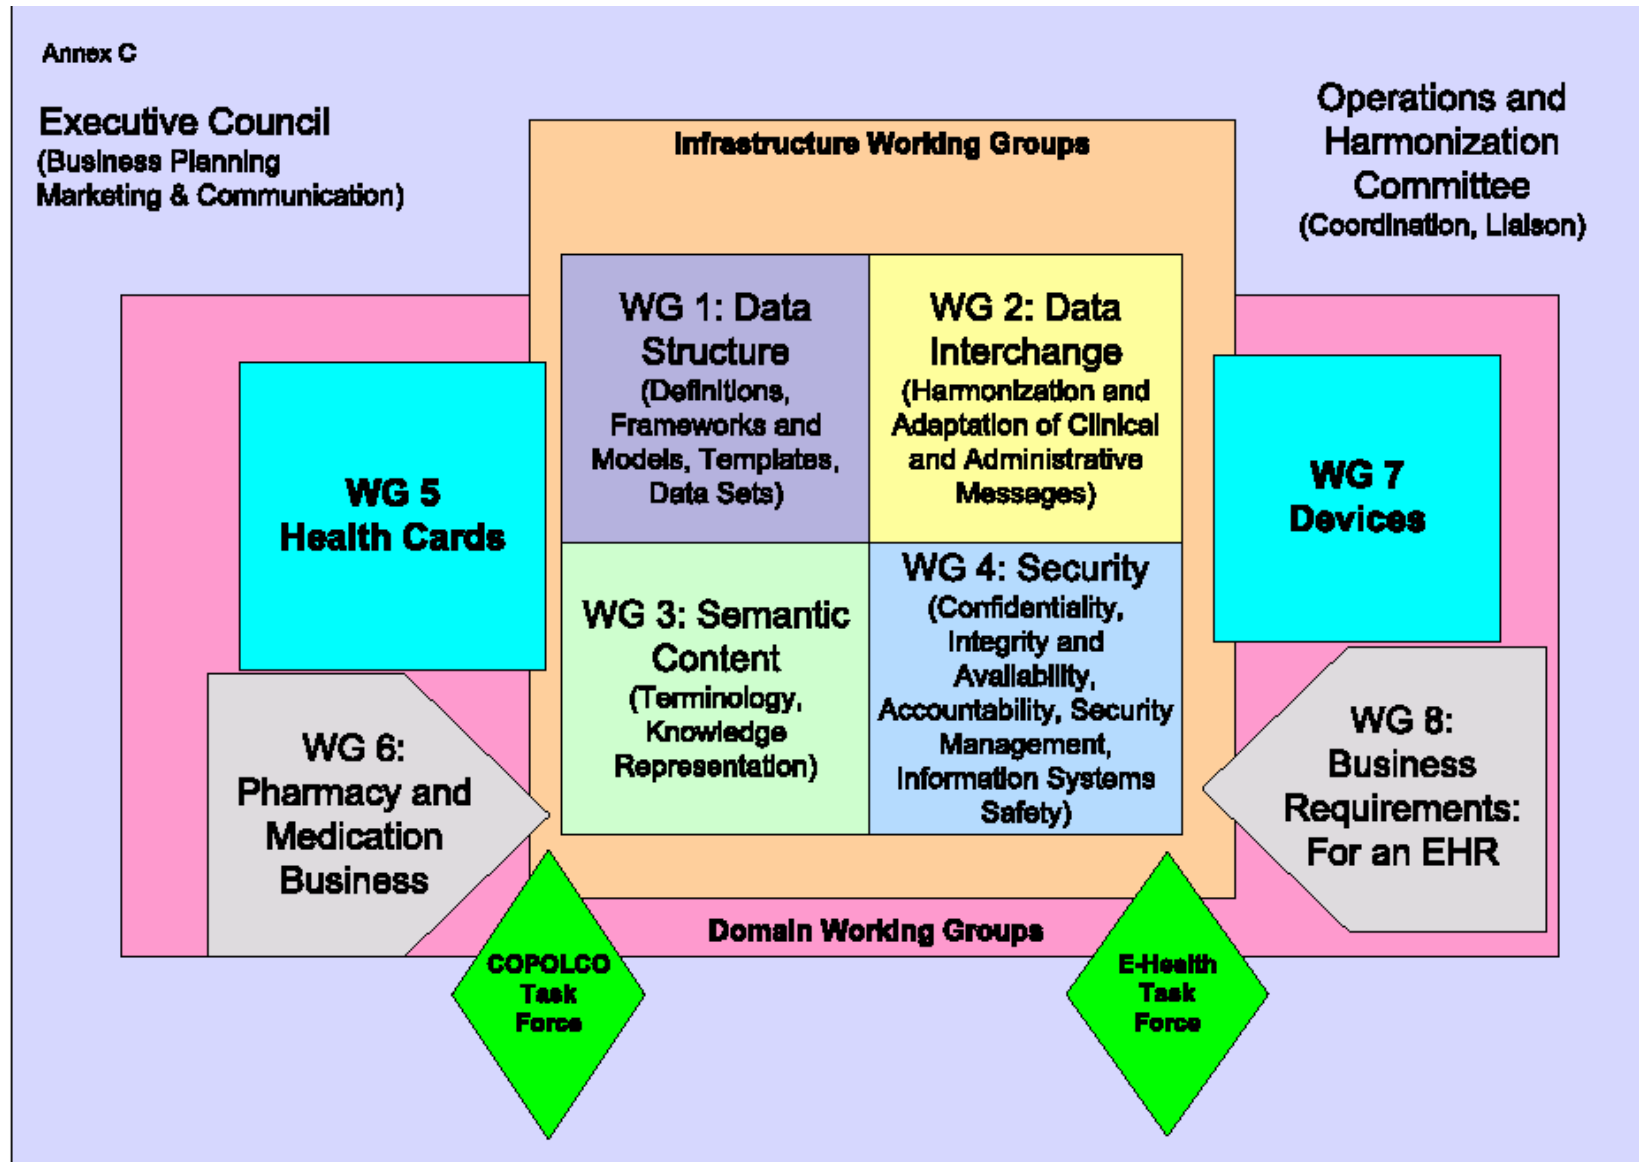 Annex C
Executive Council
(Business Planning
Marketing & Communication)
Operations and
Harmonization
Committee
(Coordination, Liaison)
Infrastructure Working Groups
WG 1: Data
Structure
(Definitions,
Frameworks and
Models, Templates,
Data Sets)
WG 2: Data
Interchange
(Harmonization and
Adaptation of Clinical
and Administrative
Messages)
WG 5
Health Cards
WG 7
Devices
WG 3: Semantic
Content
(Terminology,
Knowledge
Representation)
WG 4: Security
(Confidentiality,
Integrity and
Availability,
Accountability, Security
Management,
Information Systems
Safety)
WG 6:
Pharmacy and
Medication
Business
WG 8:
Business
Requirements:
For an EHR
Domain Working Groups
COPOLCO
Task
Force
E-Health
Task
Force